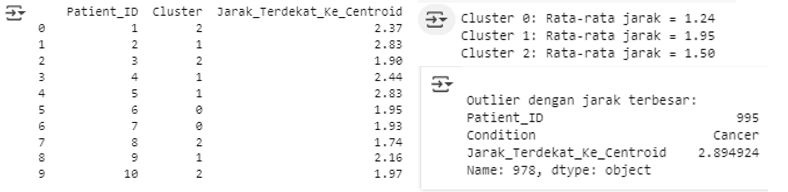 Patient_ID Cluster Jarak_Terdekat_Ke_Centroid
0 1 2 2.37
1 2 1 2.83
2 3 2 1.90
3 4 1 2.44
4 5 1 2.83
5 6 0 1.95
6 7 0 1.93
7 8 2 1.74
8 9 1 2.16
9 10 2 1.97
Cluster 0: Rata-rata jarak = 1.24
Cluster 1: Rata-rata jarak = 1.95
Cluster 2: Rata-rata jarak = 1.50
Outlier dengan jarak terbesar:
Patient_ID 995
Condition Cancer
Jarak_Terdekat_Ke_Centroid 2.894924
Name: 978, dtype: object